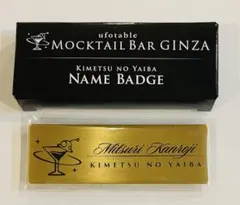 ufotable
MOCKTAIL BAR GINZA
KIMETSU NO YAIBA
NAME BADGE
Mitsuri Kanroji
KIMETSU NO YAIBA